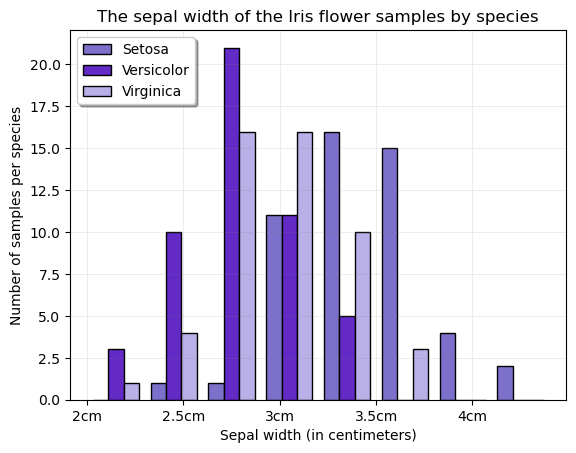 The sepal width of the Iris flower samples by species
Setosa
Versicolor
Virginica
Number of samples per species
20.0
17.5
15.0
12.5
10.0
7.5
5.0
2.5
0.0
2cm 2.5cm 3cm 3.5cm 4cm
Sepal width (in centimeters)